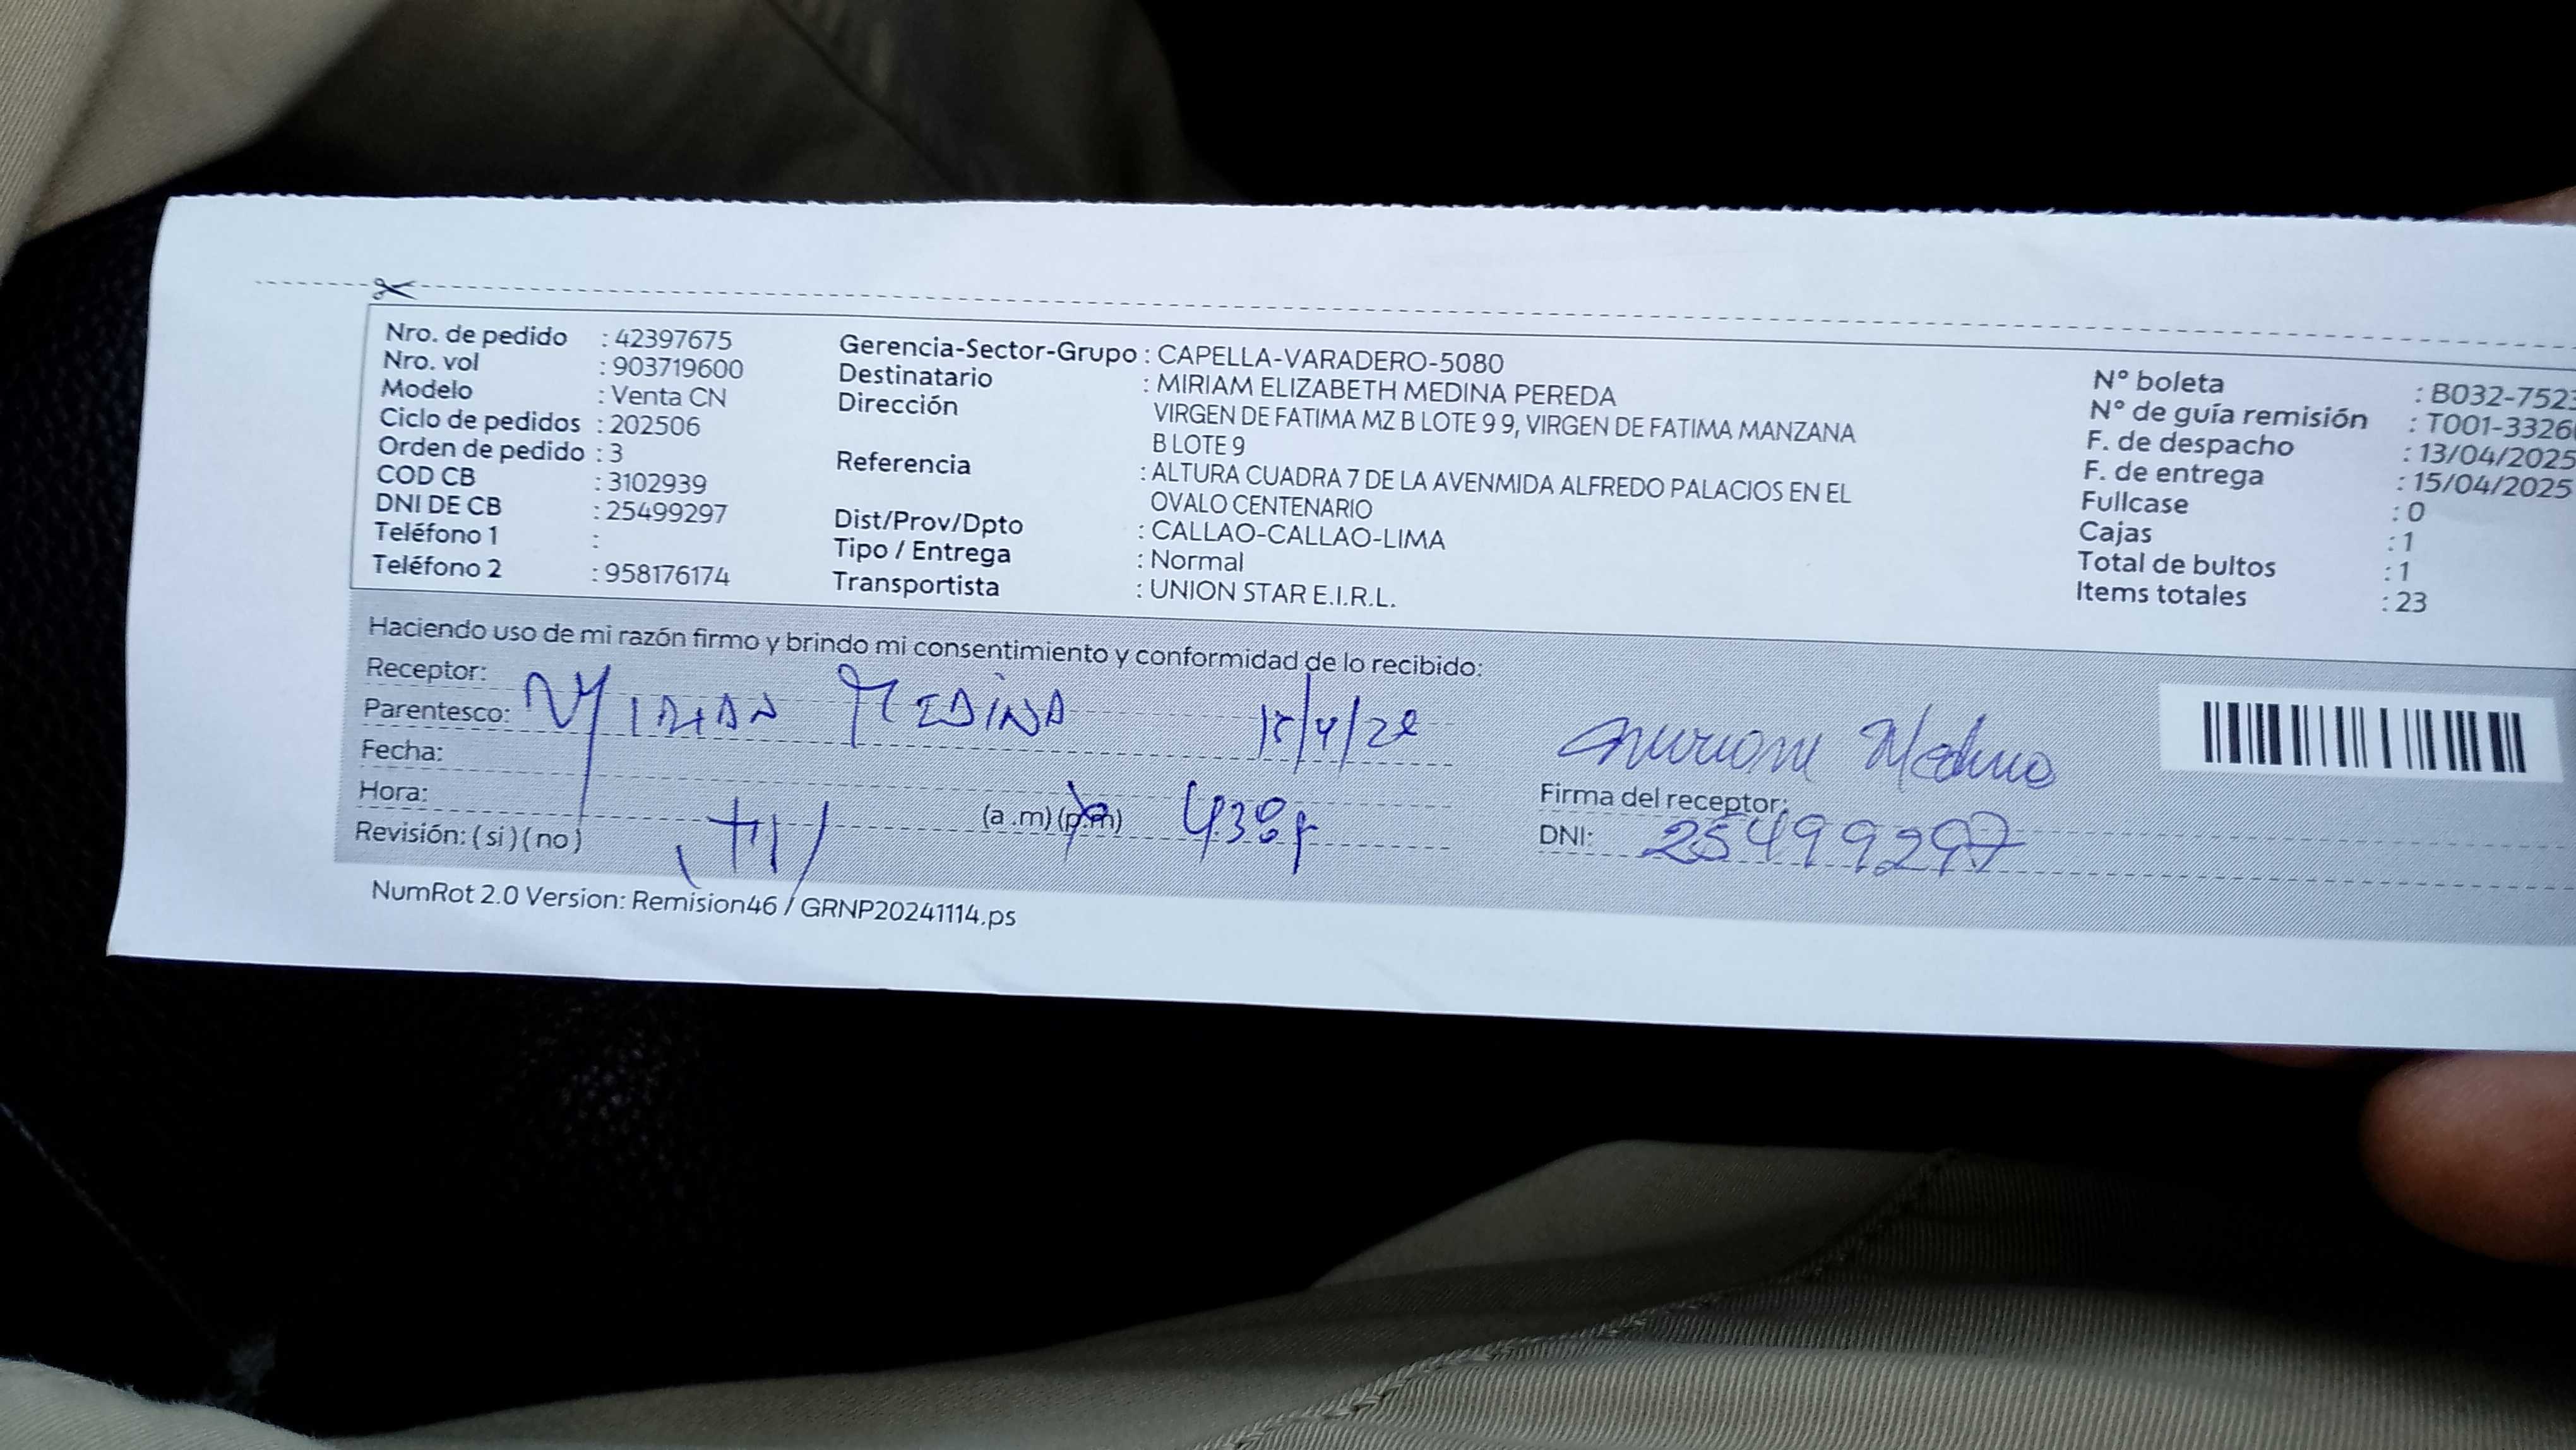 Nro. de pedido : 42397675
Nro. vol : 903719600
Modelo : Venta CN
Ciclo de pedidos : 202506
Orden de pedido : 3
COD CB : 3102939
DNI DE CB : 25499297
Teléfono 1 :
Teléfono 2 : 958176174
Gerencia-Sector-Grupo : CAPELLA-VARADERO-5080
Destinatario : MIRIAM ELIZABETH MEDINA PEREDA
Dirección VIRGEN DE FATIMA MZ B LOTE 9 9, VIRGEN DE FATIMA MANZANA
B LOTE 9
Referencia : ALTURA CUADRA 7 DE LA AVENMIDA ALFREDO PALACIOS EN EL
OVALO CENTENARIO
Dist/Prov/Dpto : CALLAO-CALLAO-LIMA
Tipo / Entrega : Normal
Transportista : UNION STAR E.I.R.L.
N° boleta : B032-7523
N° de guía remisión : T001-3326
F. de despacho : 13/04/2025
F. de entrega : 15/04/2025
Fullcase : 0
Cajas : 1
Total de bultos : 1
Items totales : 23
Haciendo uso de mi razón firmo y brindo mi consentimiento y conformidad de lo recibido:
Receptor:
Parentesco: MIRIAN MEDINA
Fecha:
Hora: (a.m) (p.m)
Revisión: ( si ) ( no )
Medina
Firma del receptor:
DNI: 25499297
NumRot 2.0 Version: Remision46 / GRNP20241114.ps